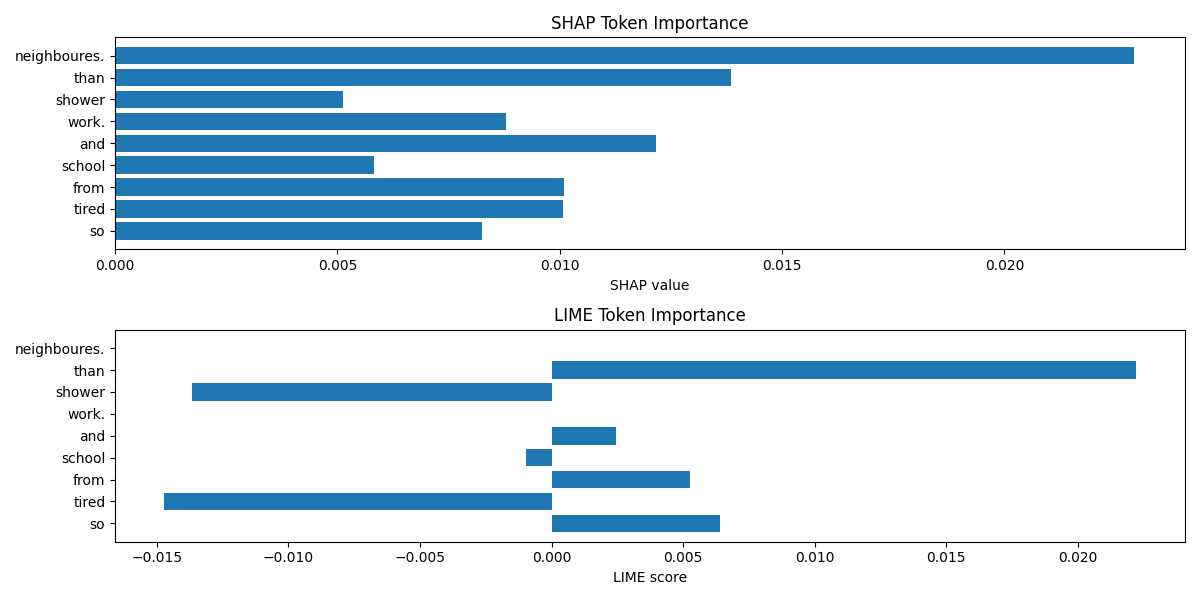 SHAP Token Importance
neighboures.
than
shower
work.
and
school
from
tired
so
0.000 0.005 0.010 0.015 0.020
SHAP value
LIME Token Importance
neighboures.
than
shower
work.
and
school
from
tired
so
−0.015 −0.010 −0.005 0.000 0.005 0.010 0.015 0.020
LIME score